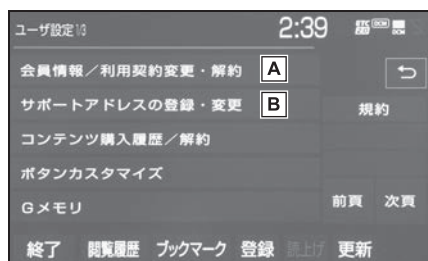 ユーザ設定 1/3 2:39 ETC DCM
会員情報／利用契約変更・解約 A
サポートアドレスの登録・変更 B
規約
コンテンツ購入履歴／解約
ボタンカスタマイズ
Gメモリ
前頁 次頁
終了 閲覧履歴 ブックマーク 登録 読上げ 更新